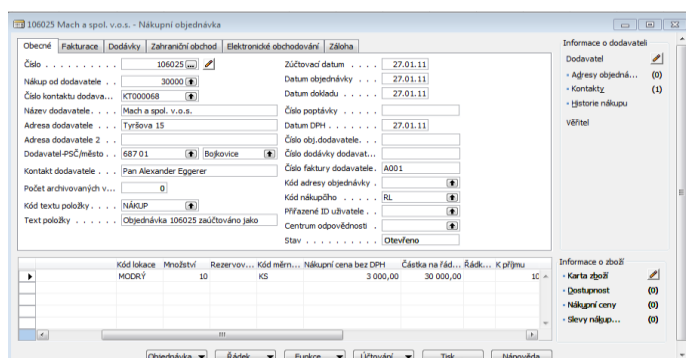 106025 Mach a spol. v.o.s. - Nákupní objednávka
Obecné Fakturace Dodávky Zahraniční obchod Elektronické obchodování Záloha
Číslo . . . . . . . . . . 106025
Nákup od dodavatele . . 30000
Číslo kontaktu dodava... KT000068
Název dodavatele. . . . Mach a spol. v.o.s.
Adresa dodavatele . . . Tyršova 15
Adresa dodavatele 2 . .
Dodavatel-PSČ/město . . 687 01 Bojkovice
Kontakt dodavatele . . . Pan Alexander Eggerer
Počet archivovaných v... 0
Kód textu položky . . . . NÁKUP
Text položky . . . . . . Objednávka 106025 zaúčtováno jako
Zúčtovací datum . . . . 27.01.11
Datum objednávky . . . . 27.01.11
Datum dokladu . . . . . 27.01.11
Číslo poptávky . . . . .
Datum DPH . . . . . . 27.01.11
Číslo obj.dodavatele. . .
Číslo dodávky dodavat...
Číslo faktury dodavatele. A001
Kód adresy objednávky .
Kód nákupčího . . . . . RL
Přiřazené ID uživatele . .
Centrum odpovědnosti .
Stav . . . . . . . . . . Otevřeno
Informace o dodavateli
Dodavatel
Adresy objedná... (0)
Kontakty (1)
Historie nákupu
Věřitel
Kód lokace Množství Rezervov... Kód měrn... Nákupní cena bez DPH Částka na řád... Řádk... K příjmu
MODRÝ 10 KS 3 000,00 30 000,00 10
Informace o zboží
Karta zboží
Dostupnost (0)
Nákupní ceny (0)
Slevy nákup... (0)
Objednávka Řádek Funkce Účtování Tisk... Nápověda